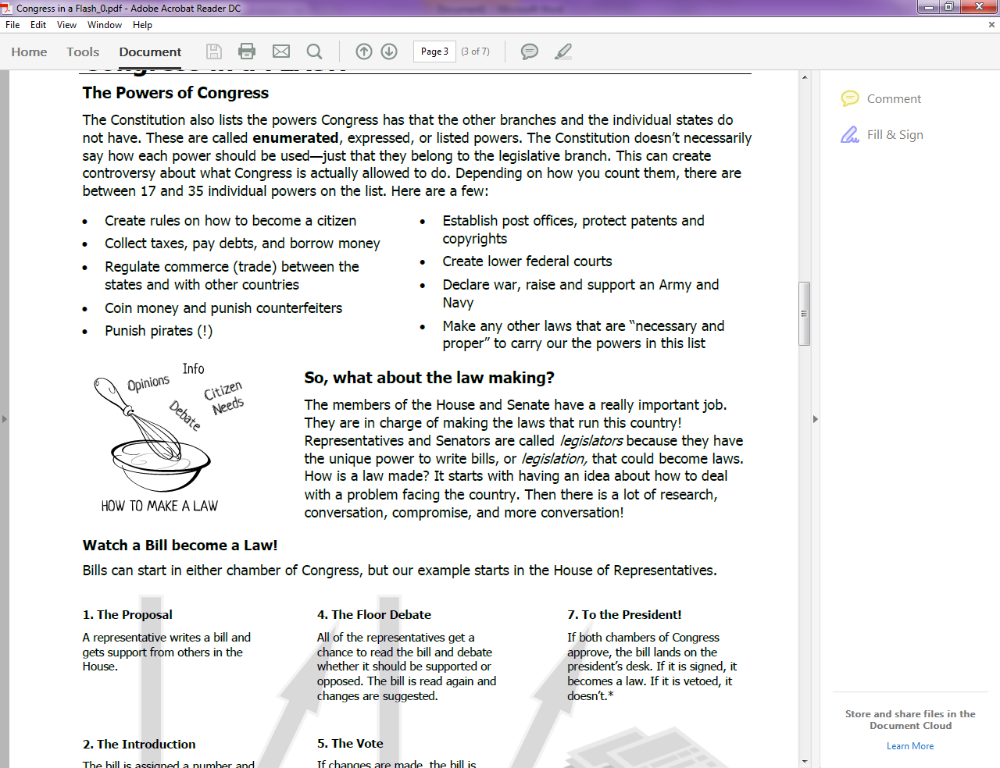 Congress in a Flash_0.pdf - Adobe Acrobat Reader DC
File Edit View Window Help
Home Tools Document Page 3 (3 of 7)
The Powers of Congress
The Constitution also lists the powers Congress has that the other branches and the individual states do
not have. These are called enumerated, expressed, or listed powers. The Constitution doesn't necessarily
say how each power should be used—just that they belong to the legislative branch. This can create
controversy about what Congress is actually allowed to do. Depending on how you count them, there are
between 17 and 35 individual powers on the list. Here are a few:
• Create rules on how to become a citizen
• Collect taxes, pay debts, and borrow money
• Regulate commerce (trade) between the
states and with other countries
• Coin money and punish counterfeiters
• Punish pirates (!)
• Establish post offices, protect patents and
copyrights
• Create lower federal courts
• Declare war, raise and support an Army and
Navy
• Make any other laws that are “necessary and
proper” to carry our the powers in this list
Info
Opinions
Citizen
Needs
Debate
HOW TO MAKE A LAW
So, what about the law making?
The members of the House and Senate have a really important job.
They are in charge of making the laws that run this country!
Representatives and Senators are called legislators because they have
the unique power to write bills, or legislation, that could become laws.
How is a law made? It starts with having an idea about how to deal
with a problem facing the country. Then there is a lot of research,
conversation, compromise, and more conversation!
Watch a Bill become a Law!
Bills can start in either chamber of Congress, but our example starts in the House of Representatives.
1. The Proposal
A representative writes a bill and
gets support from others in the
House.
2. The Introduction
The bill is assigned a number and
4. The Floor Debate
All of the representatives get a
chance to read the bill and debate
whether it should be supported or
opposed. The bill is read again and
changes are suggested.
5. The Vote
If changes are made, the bill is
7. To the President!
If both chambers of Congress
approve, the bill lands on the
president's desk. If it is signed, it
becomes a law. If it is vetoed, it
doesn't.*
Comment
Fill & Sign
Store and share files in the
Document Cloud
Learn More